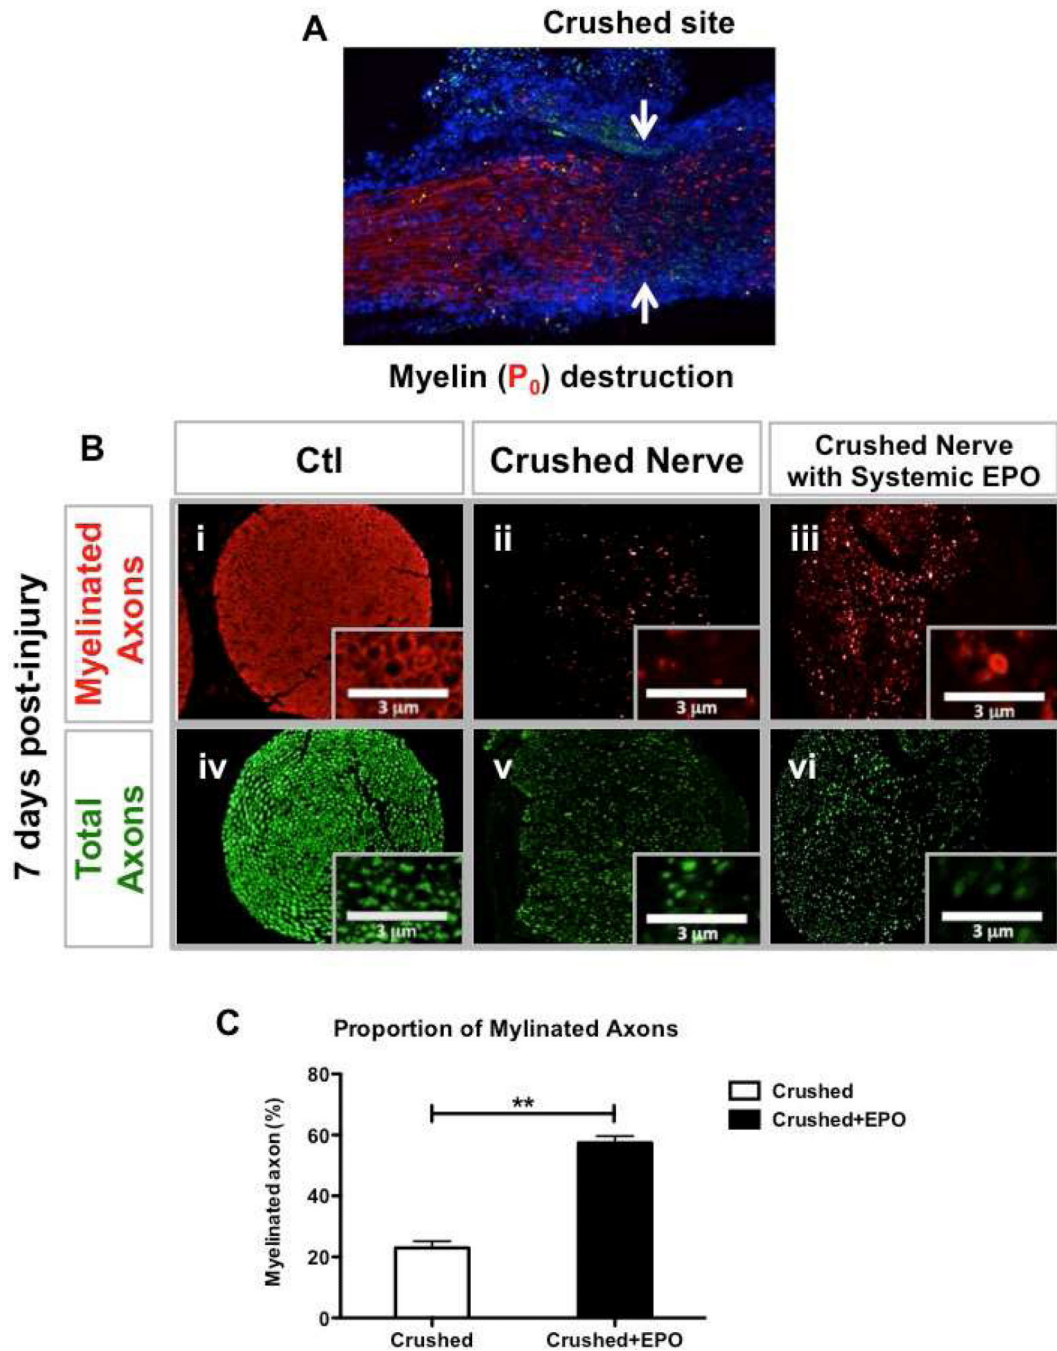 A
Crushed site
Myelin (P0) destruction
B
Ctl
Crushed Nerve
Crushed Nerve
with Systemic EPO
7 days post-injury
Myelinated
Axons
i
3 μm
ii
3 μm
iii
3 μm
Total
Axons
iv
3 μm
v
3 μm
vi
3 μm
C
Proportion of Mylinated Axons
Myelinated axon (%)
80
60
40
20
0
**
Crushed
Crushed+EPO
Crushed
Crushed+EPO